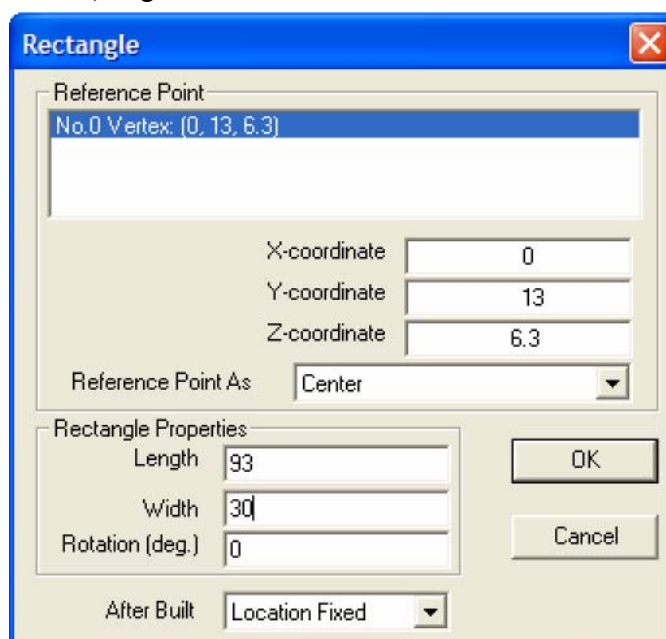 Rectangle
Reference Point
No.0 Vertex: (0, 13, 6.3)
X-coordinate 0
Y-coordinate 13
Z-coordinate 6.3
Reference Point As Center
Rectangle Properties
Length 93
Width 30
Rotation (deg.) 0
OK
Cancel
After Built Location Fixed